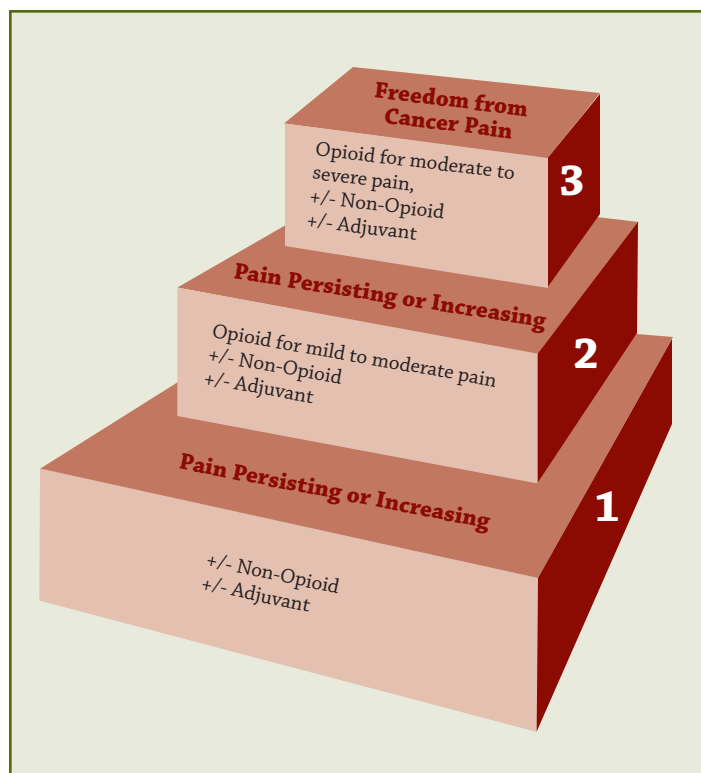 Freedom from
Cancer Pain
Opioid for moderate to
severe pain,
+/- Non-Opioid
+/- Adjuvant
3
Pain Persisting or Increasing
Opioid for mild to moderate pain
+/- Non-Opioid
+/- Adjuvant
2
Pain Persisting or Increasing
+/- Non-Opioid
+/- Adjuvant
1